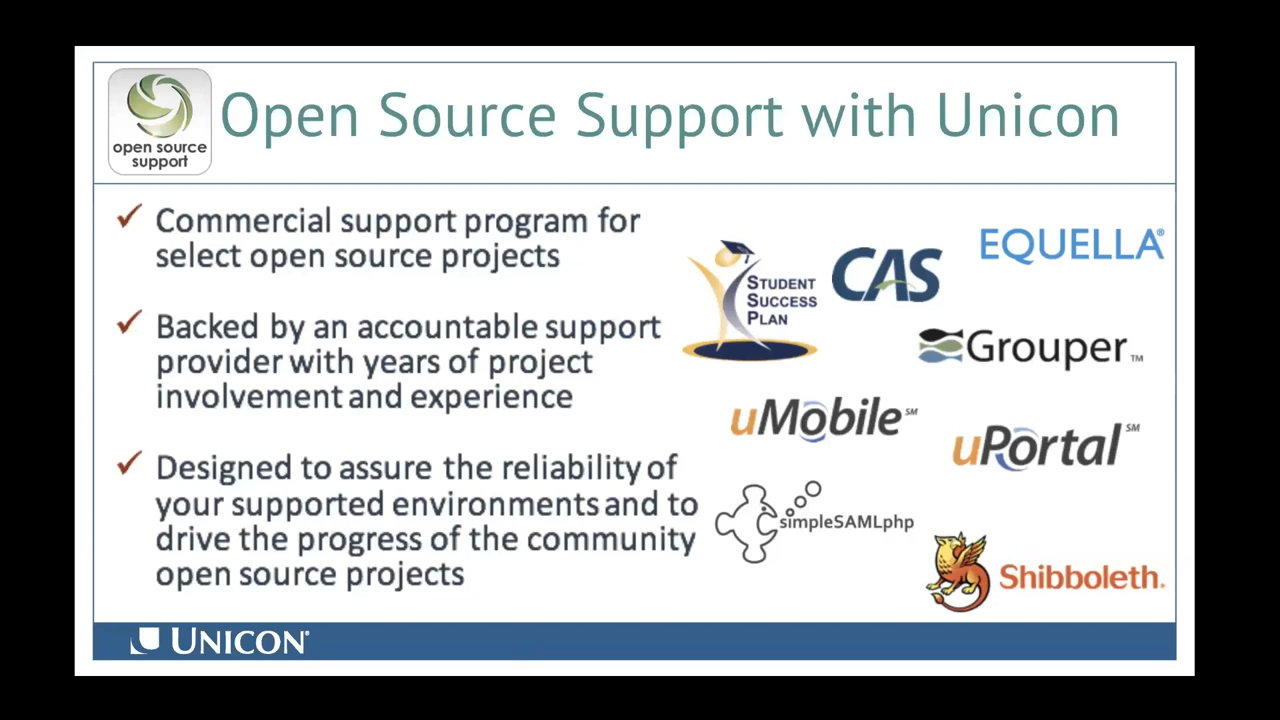 open source
support
Open Source Support with Unicon
Commercial support program for
select open source projects
Backed by an accountable support
provider with years of project
involvement and experience
Designed to assure the reliability of
your supported environments and to
drive the progress of the community
open source projects
STUDENT
SUCCESS
PLAN
CAS
EQUELLA®
Grouper™
uMobile℠
uPortal℠
simpleSAMLphp
Shibboleth.
UNICON®